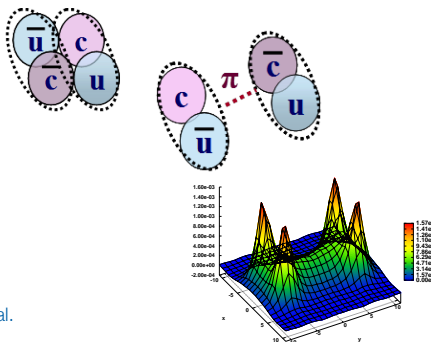 ū c
c̄ u
π
c ū
c̄ u
1.60e-03
1.40e-03
1.20e-03
1.00e-03
8.00e-04
6.00e-04
4.00e-04
2.00e-04
0.00e+00
-2.00e-04
-10
-5
0
5
10
x
-5
0
5
10
y
1.57e
1.41e
1.26e
1.10e
9.43e
7.86e
6.29e
4.71e
3.14e
1.57e
0.00e
al.